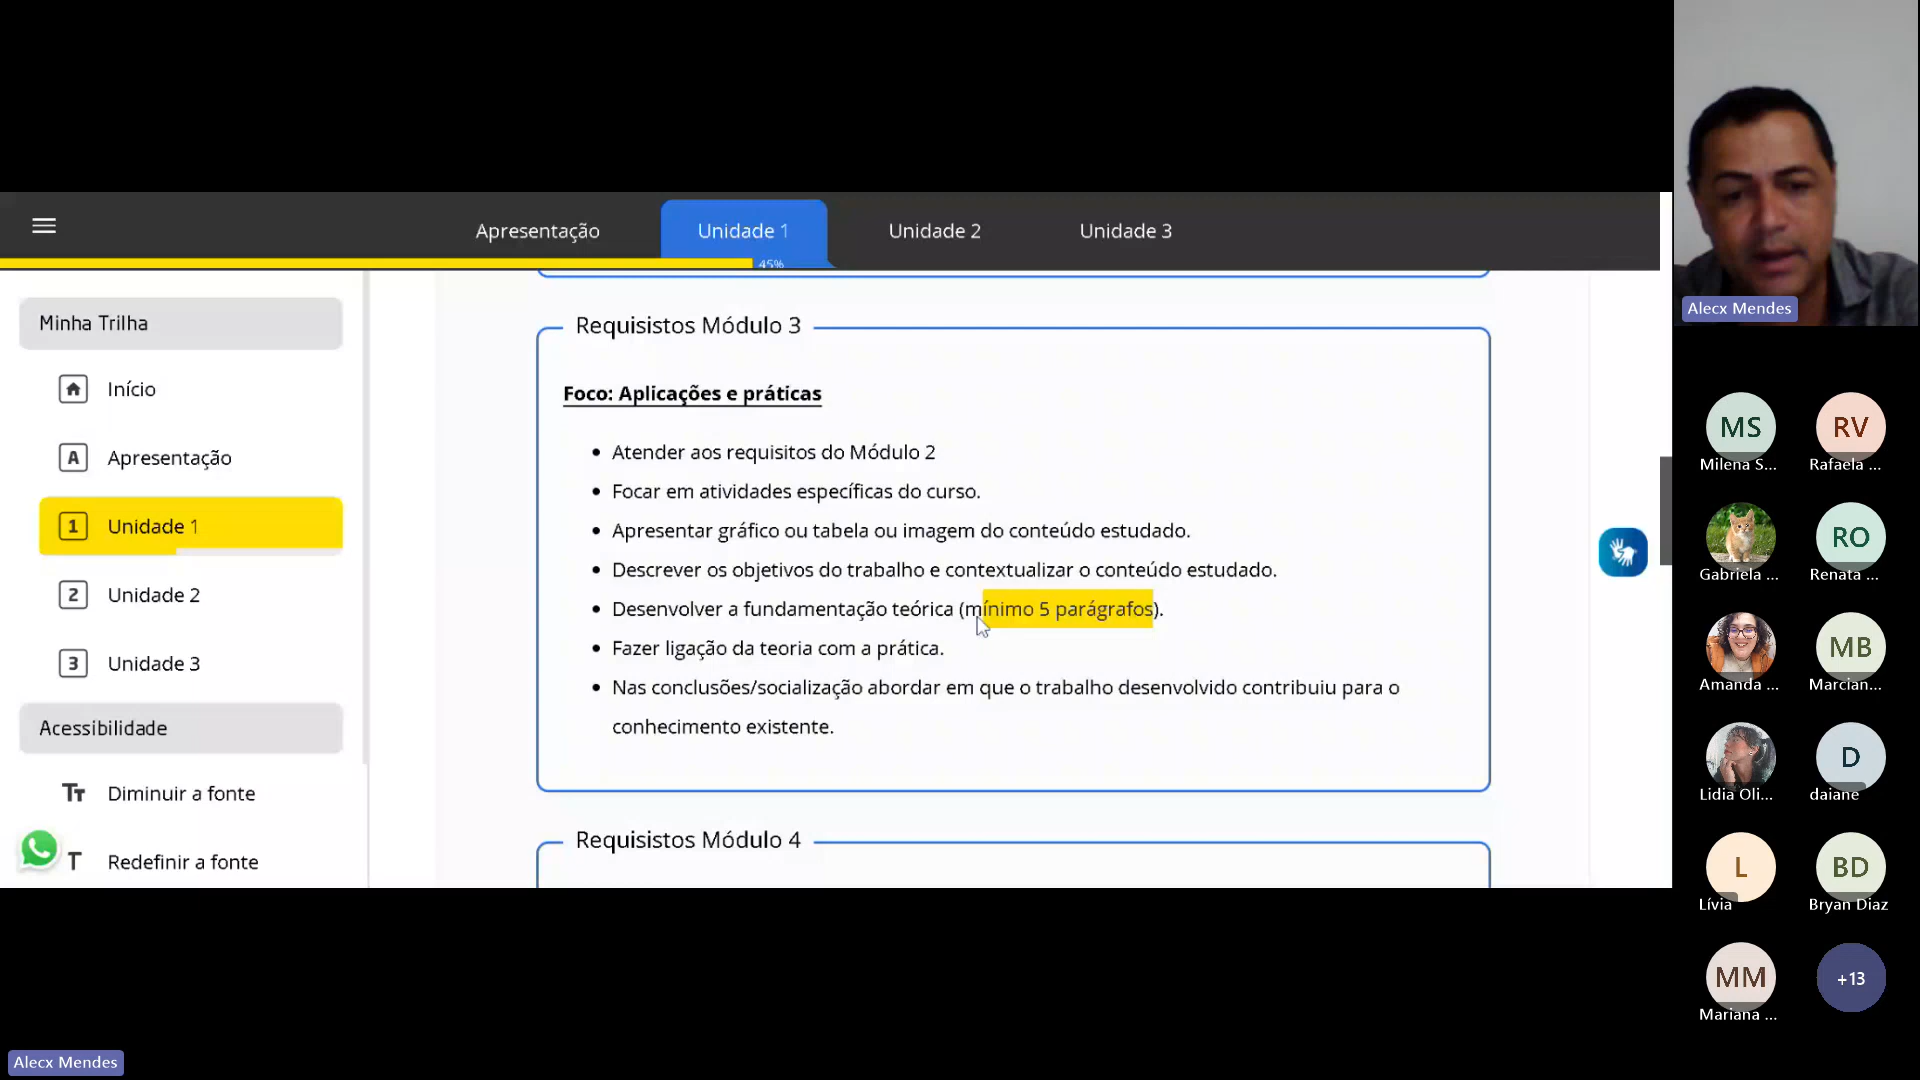 Apresentação
Unidade 1
Unidade 2
Unidade 3
45%
Minha Trilha
Início
A
Apresentação
1
Unidade 1
2
Unidade 2
3
Unidade 3
Acessibilidade
TT
Diminuir a fonte
T
Redefinir a fonte
Requisistos Módulo 3
Foco: Aplicações e práticas
• Atender aos requisitos do Módulo 2
• Focar em atividades específicas do curso.
• Apresentar gráfico ou tabela ou imagem do conteúdo estudado.
• Descrever os objetivos do trabalho e contextualizar o conteúdo estudado.
• Desenvolver a fundamentação teórica (mínimo 5 parágrafos).
• Fazer ligação da teoria com a prática.
• Nas conclusões/socialização abordar em que o trabalho desenvolvido contribuiu para o
conhecimento existente.
Requisistos Módulo 4
Alecx Mendes
MS
Milena S...
RV
Rafaela ...
Gabriela ...
RO
Renata ...
Amanda ...
MB
Marcian...
Lidia Oli...
D
daiane
L
Lívia
BD
Bryan Diaz
MM
Mariana ...
+13
Alecx Mendes